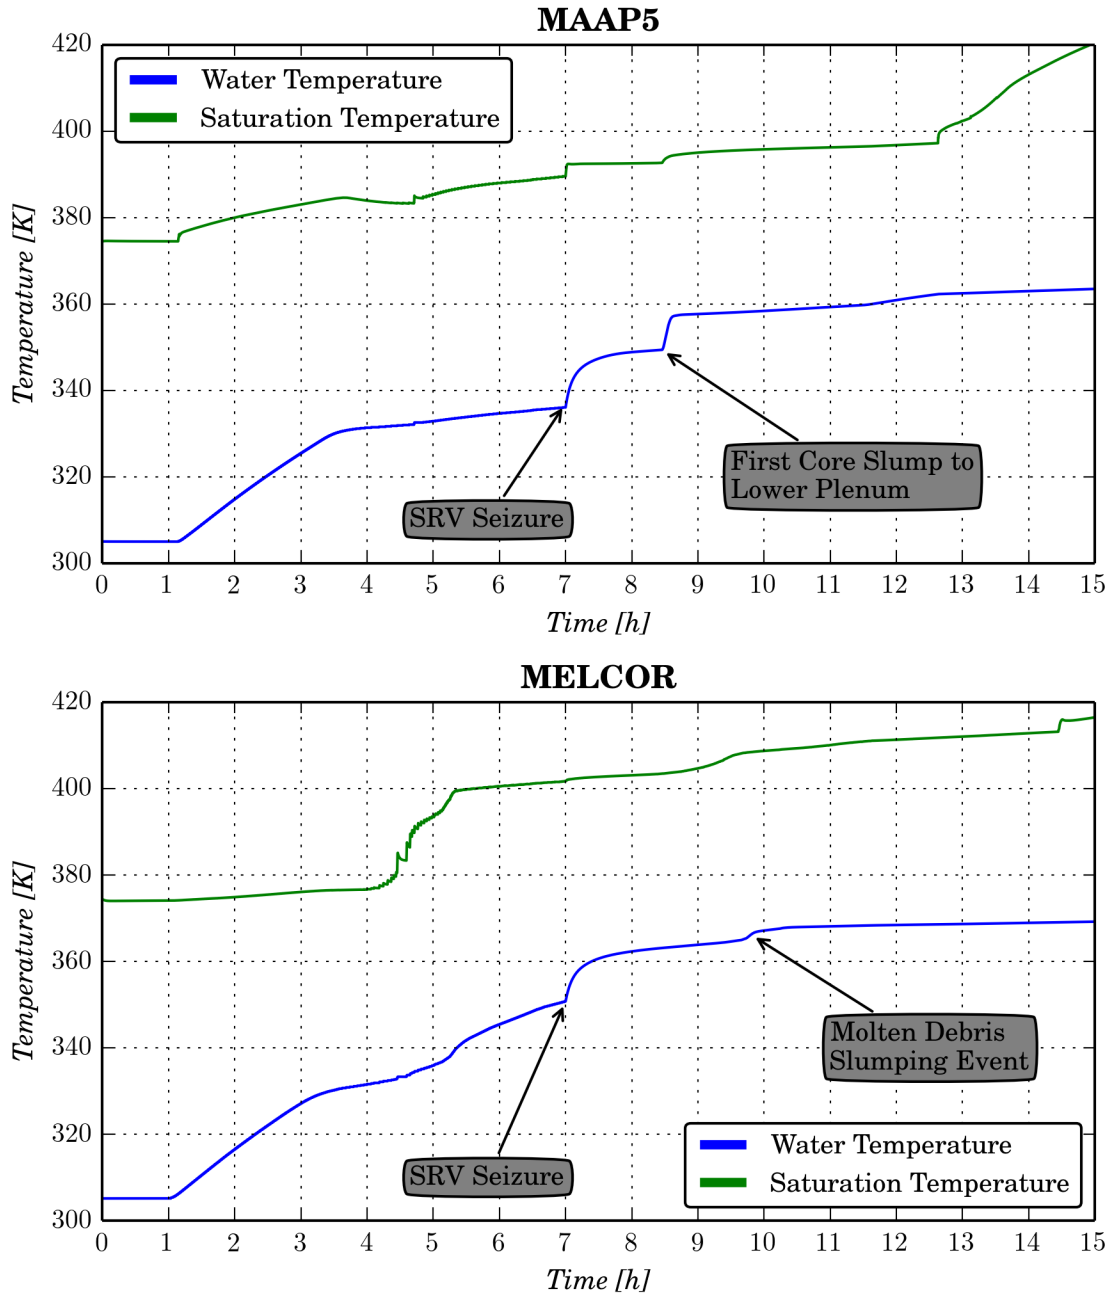 MAAP5
420
400
380
360
340
320
300
Temperature [K]
Water Temperature
Saturation Temperature
First Core Slump to
Lower Plenum
SRV Seizure
0 1 2 3 4 5 6 7 8 9 10 11 12 13 14 15
Time [h]
MELCOR
420
400
380
360
340
320
300
Temperature [K]
Molten Debris
Slumping Event
SRV Seizure
Water Temperature
Saturation Temperature
0 1 2 3 4 5 6 7 8 9 10 11 12 13 14 15
Time [h]